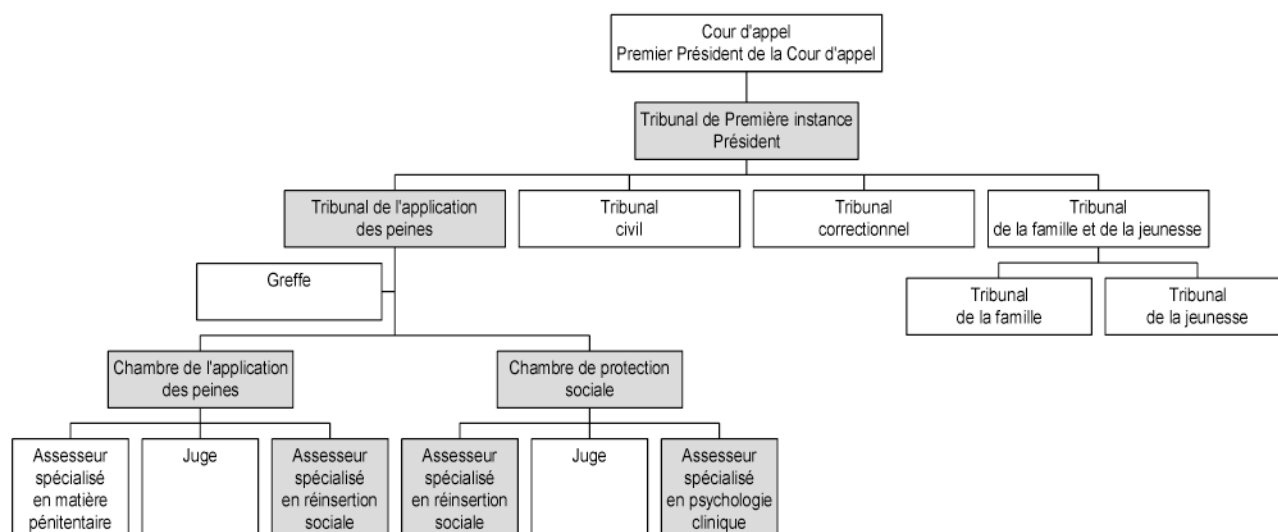 Cour d'appel
Premier Président de la Cour d'appel
Tribunal de Première instance
Président
Tribunal de l'application
des peines
Tribunal
civil
Tribunal
correctionnel
Tribunal
de la famille et de la jeunesse
Greffe
Tribunal
de la famille
Tribunal
de la jeunesse
Chambre de l'application
des peines
Chambre de protection
sociale
Assesseur
spécialisé
en matière
pénitentaire
Juge
Assesseur
spécialisé
en réinsertion
sociale
Assesseur
spécialisé
en réinsertion
sociale
Juge
Assesseur
spécialisé
en psychologie
clinique